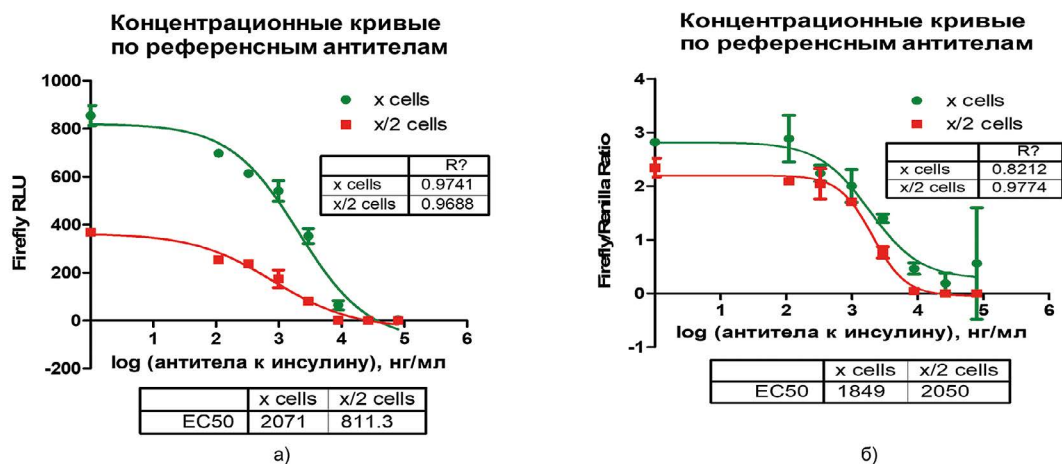 Концентрационные кривые
по референсным антителам
1000
800
600
400
200
0
-200
Firefly RLU
x cells
x/2 cells
R?
x cells 0.9741
x/2 cells 0.9688
1 2 3 4 5 6
log (антитела к инсулину), нг/мл
x cells x/2 cells
EC50 2071 811.3
а)
Концентрационные кривые
по референсным антителам
4
3
2
1
0
-1
Firefly/Renilla Ratio
x cells
x/2 cells
R?
x cells 0.8212
x/2 cells 0.9774
1 2 3 4 5 6
log (антитела к инсулину), нг/мл
x cells x/2 cells
EC50 1849 2050
б)